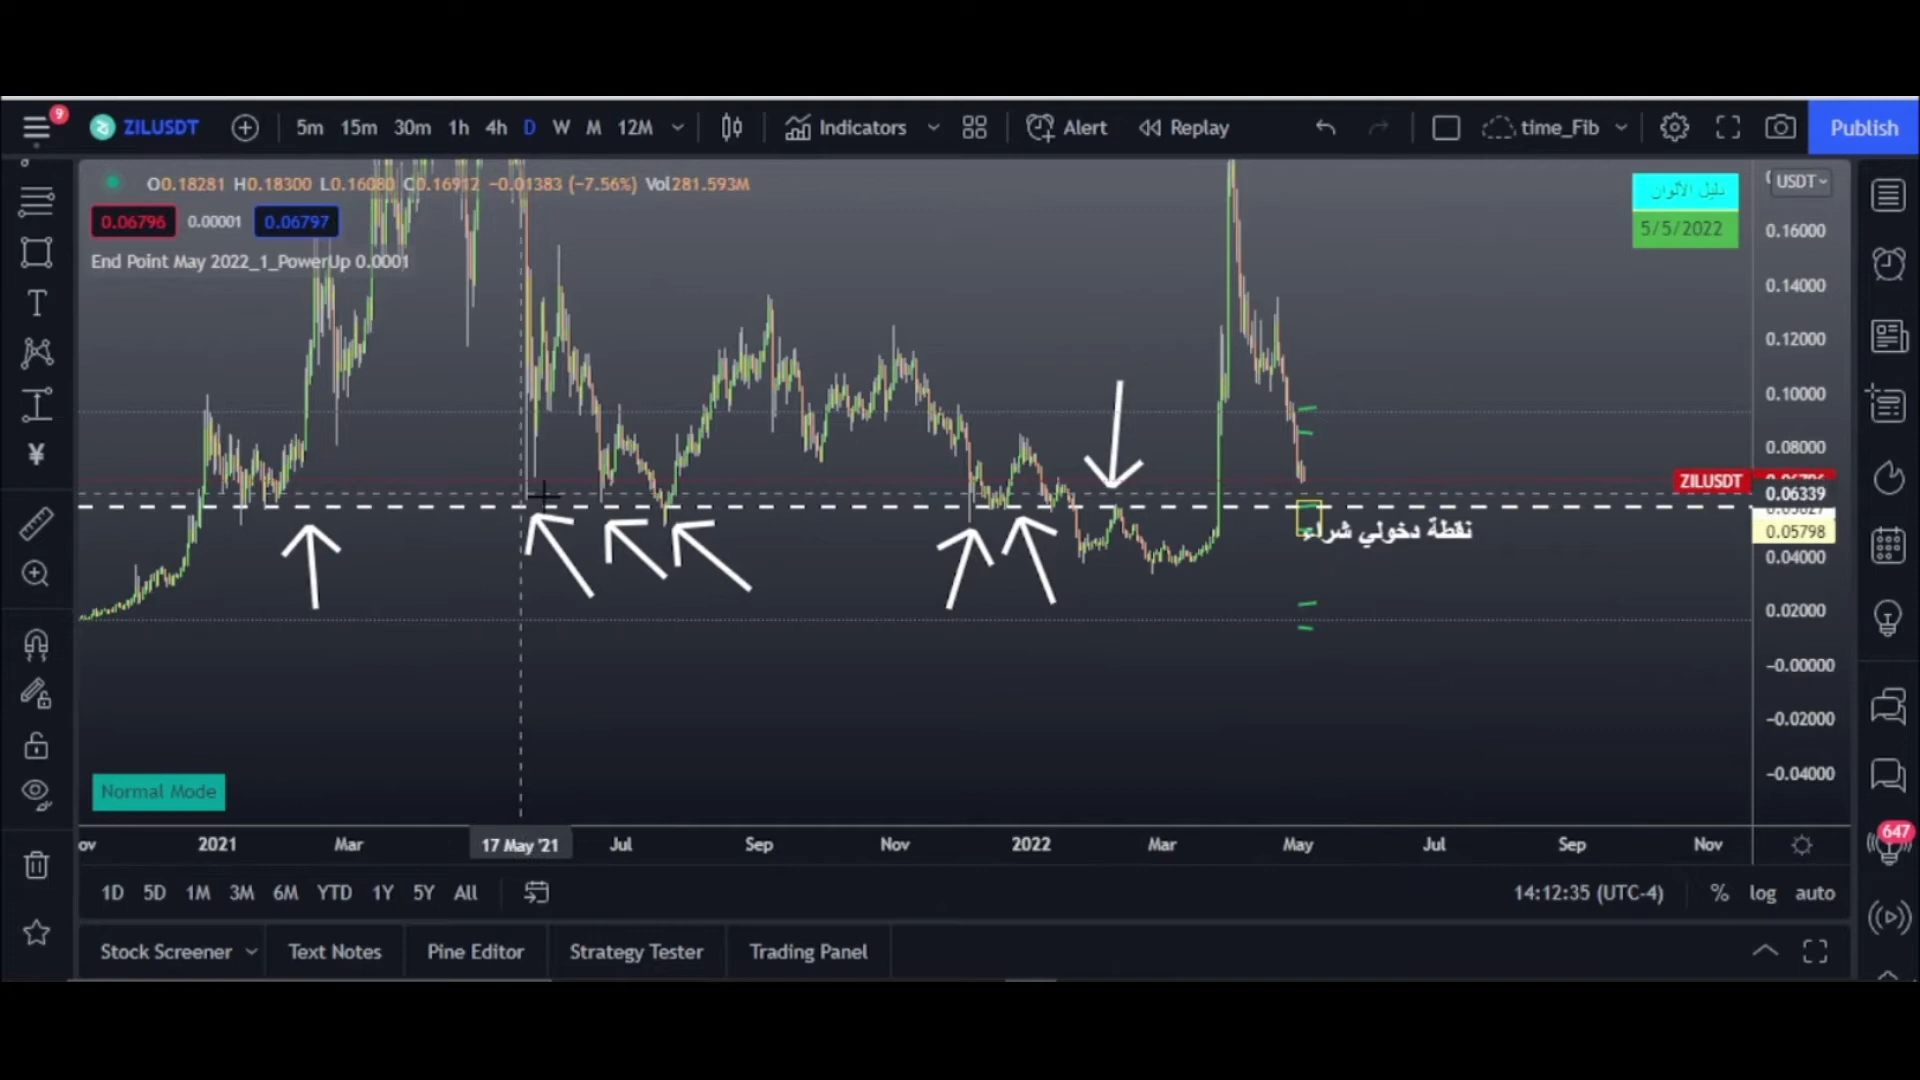 9
ZILUSDT
5m 15m 30m 1h 4h D W M 12M
Indicators
Alert
Replay
time_Fib
Publish
O0.18281 H0.18300 L0.16080 C0.16912 −0.01383 (−7.56%) Vol281.593M
0.06796 0.00001 0.06797
End Point May 2022_1_PowerUp 0.0001
دليل الألوان
5/5/2022
USDT
0.16000
0.14000
0.12000
0.10000
0.08000
ZILUSDT
0.06339
0.05798
0.04000
0.02000
−0.00000
−0.02000
−0.04000
نقطة دخولي شراء
Normal Mode
2021 Mar 17 May '21 Jul Sep Nov 2022 Mar May Jul Sep Nov
647
1D 5D 1M 3M 6M YTD 1Y 5Y All
14:12:35 (UTC-4) % log auto
Stock Screener Text Notes Pine Editor Strategy Tester Trading Panel